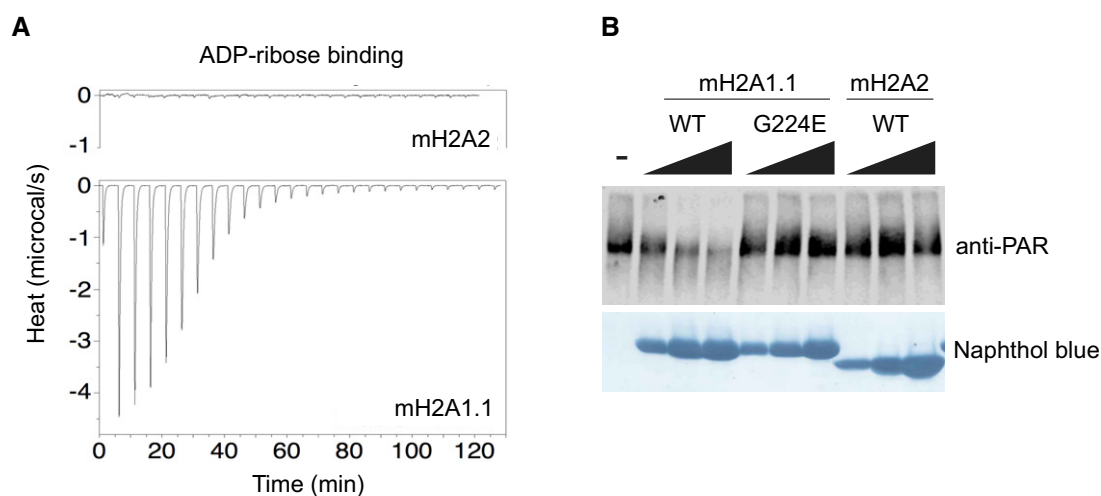 A
ADP-ribose binding
0
-1
mH2A2
0
-1
-2
-3
-4
mH2A1.1
Heat (microcal/s)
0 20 40 60 80 100 120
Time (min)
B
mH2A1.1 mH2A2
WT G224E WT
-
anti-PAR
Naphthol blue